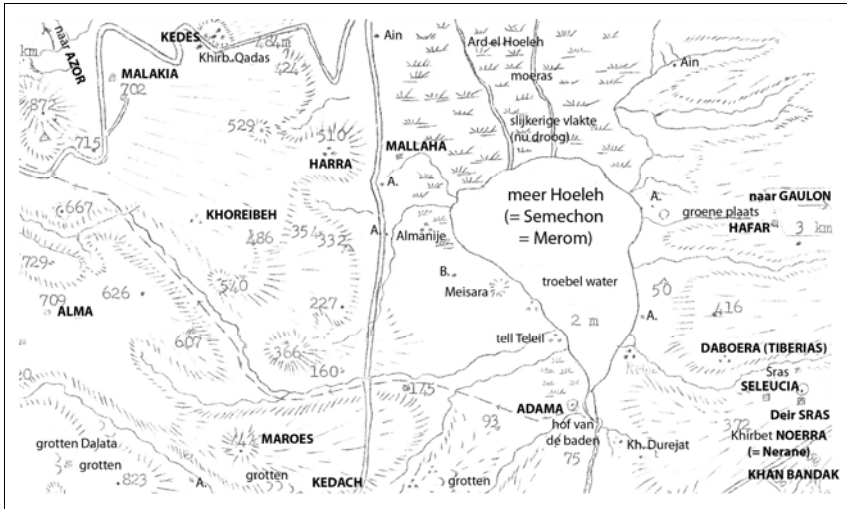 naar AZOR
km
KEDES
Khirb. Qadas
484m
424
MALAKIA
702
872
715
529
510
HARRA
Ain
Ard el Hoeleh
moeras
slijkerige vlakte
(nu droog)
Ain
MALLAHA
A.
meer Hoeleh
(= Semechon
= Merom)
A.
groene plaats
naar GAULON
HAFAR
3 km
667
KHOREIBEH
286
354
332
A.
Almanije
B.
Meisara
troebel water
2 m
50
A.
416
729
709
ALMA
626
540
227
607
366
160
tell Teleil
DABOERA (TIBERIAS)
Sras
SELEUCIA
Deir SRAS
175
93
ADAMA
hof van
de baden
75
Kh. Durejat
372
Khirbet NOERRA
(= Nerane)
KHAN BANDAK
20
grotten Dalata
grotten
823
A.
MAROES
grotten
KEDACH
grotten